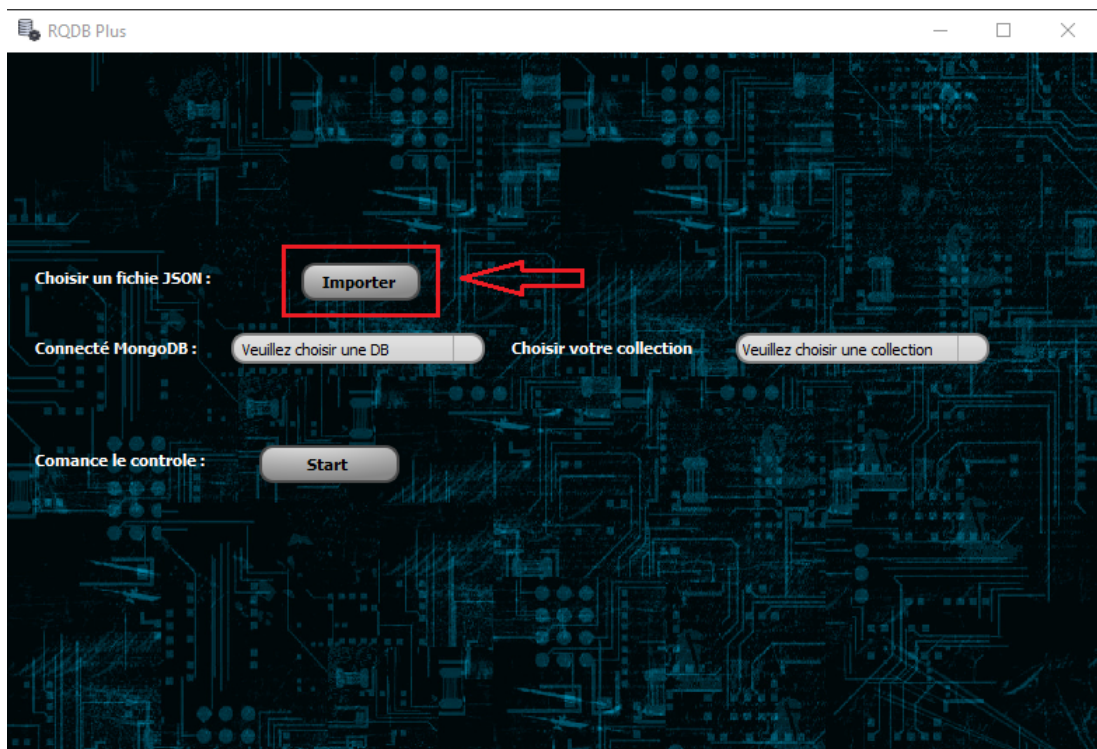 RQDB Plus
Choisir un fichie JSON :
Importer
Connecté MongoDB :
Veuillez choisir une DB
Choisir votre collection
Veuillez choisir une collection
Comance le controle :
Start